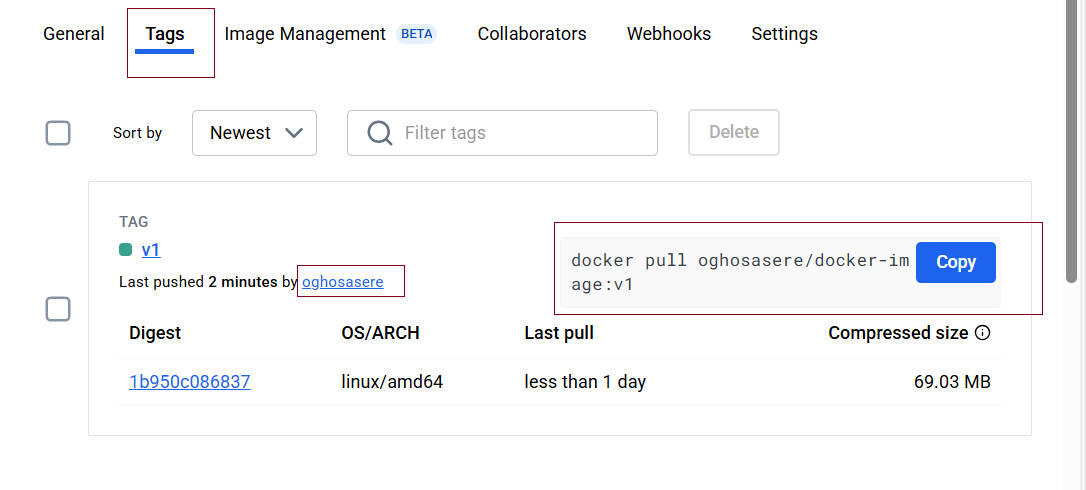 General Tags Image Management BETA Collaborators Webhooks Settings
Sort by Newest Filter tags Delete
TAG
v1
Last pushed 2 minutes by oghosasere
docker pull oghosasere/docker-im
age:v1
Copy
Digest OS/ARCH Last pull Compressed size
1b950c086837 linux/amd64 less than 1 day 69.03 MB